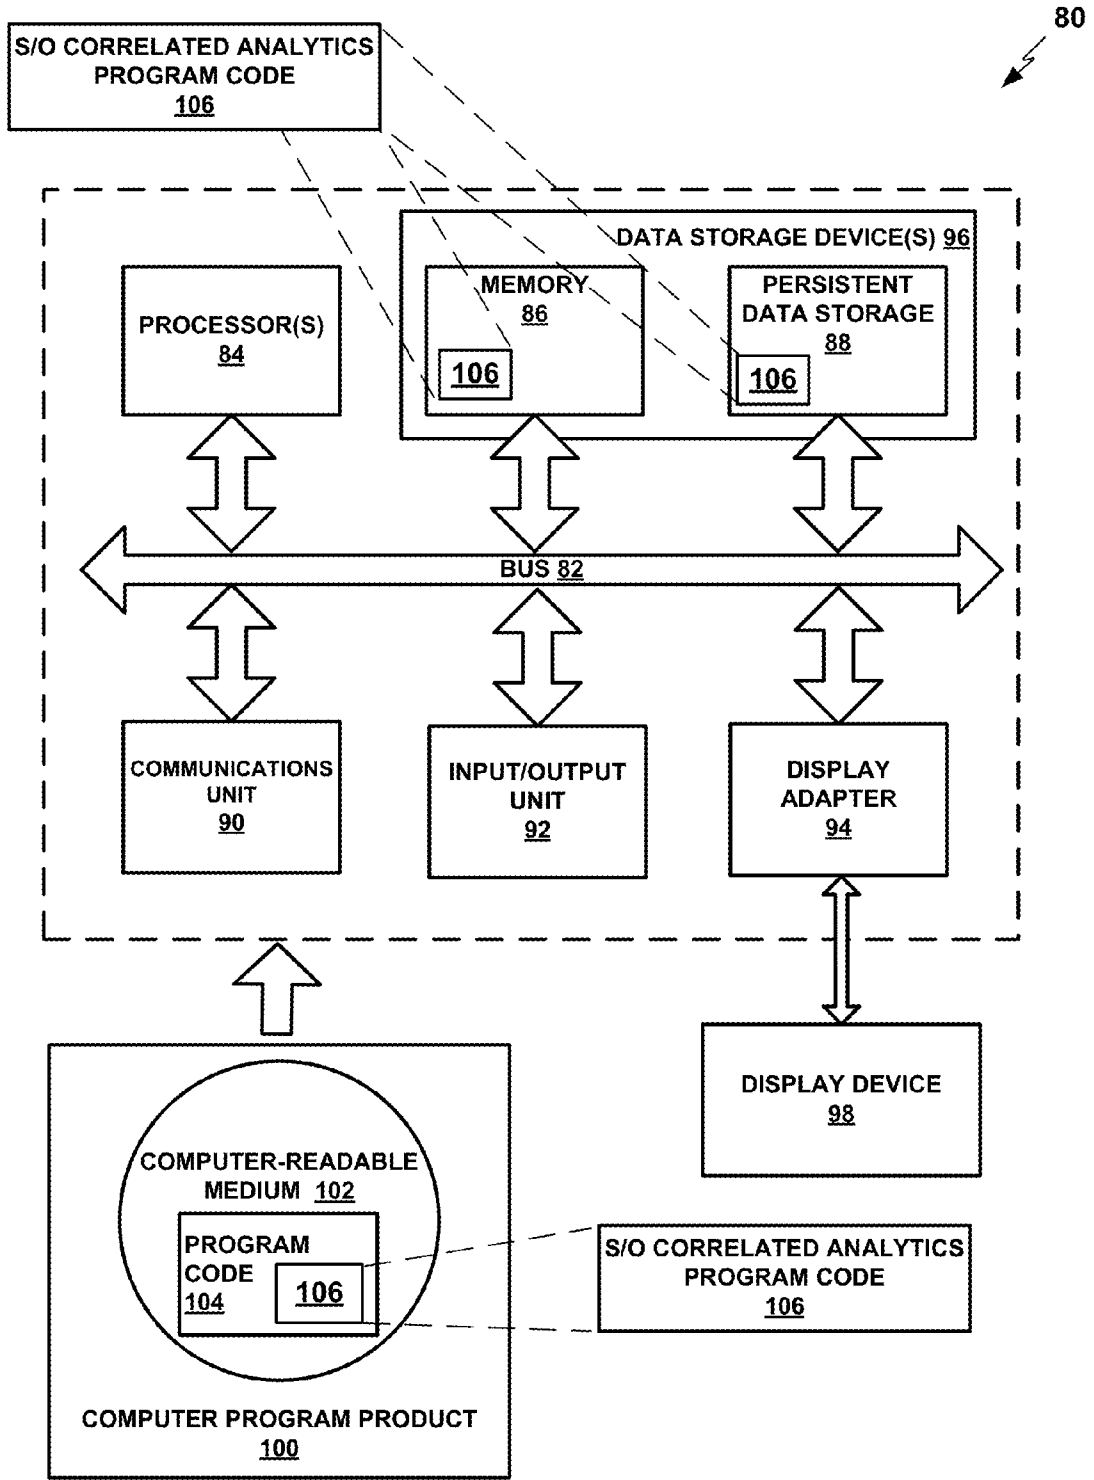 80
S/O CORRELATED ANALYTICS
PROGRAM CODE
106
DATA STORAGE DEVICE(S) 96
PROCESSOR(S)
84
MEMORY
86
106
PERSISTENT
DATA STORAGE
88
106
BUS 82
COMMUNICATIONS
UNIT
90
INPUT/OUTPUT
UNIT
92
DISPLAY
ADAPTER
94
DISPLAY DEVICE
98
COMPUTER-READABLE
MEDIUM 102
PROGRAM
CODE
104
106
S/O CORRELATED ANALYTICS
PROGRAM CODE
106
COMPUTER PROGRAM PRODUCT
100